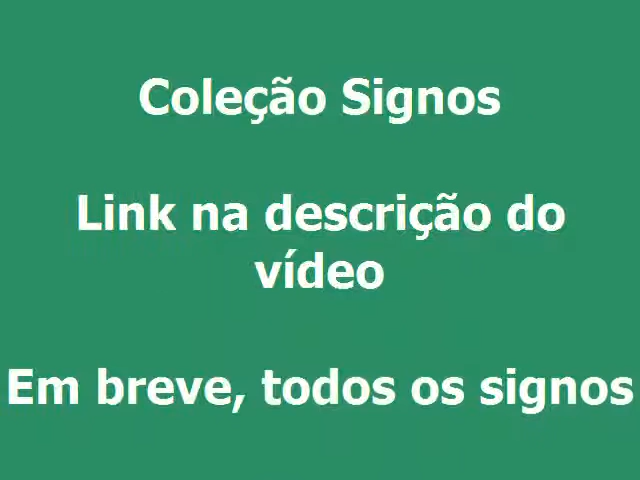 Coleção Signos
Link na descrição do
vídeo
Em breve, todos os signos